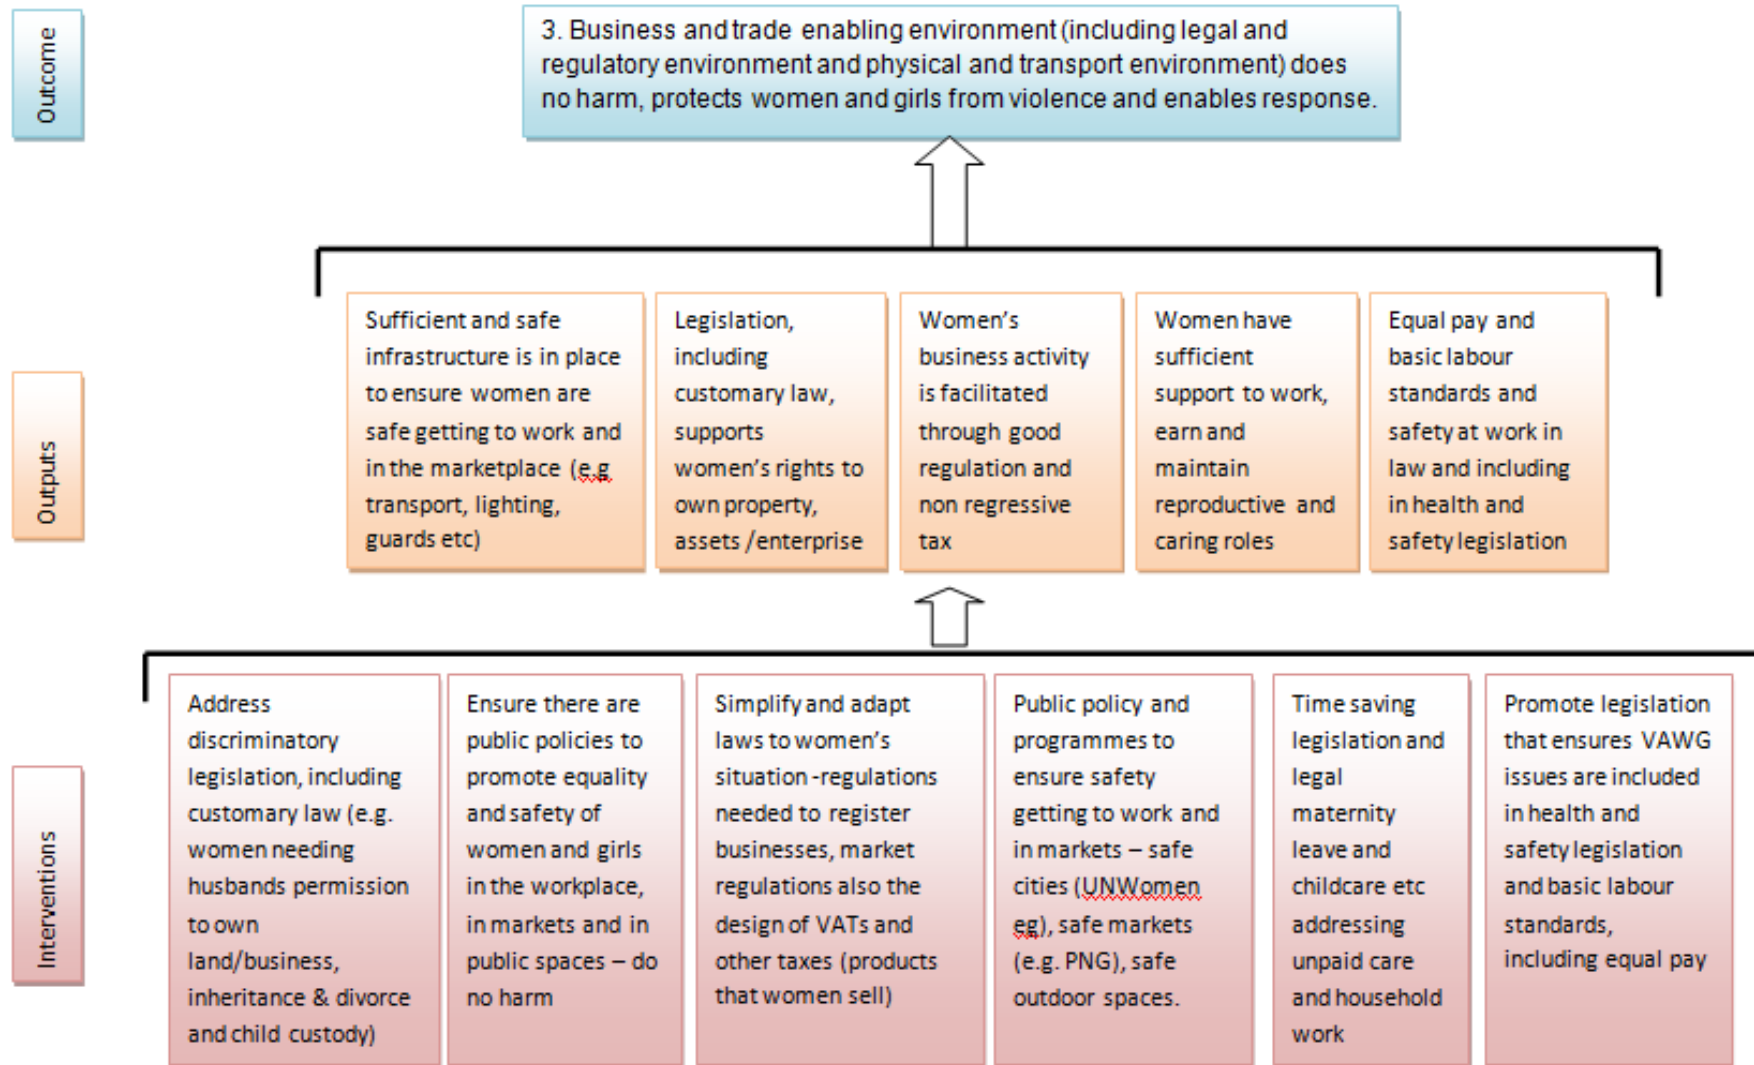 Outcome
3. Business and trade enabling environment (including legal and
regulatory environment and physical and transport environment) does
no harm, protects women and girls from violence and enables response.
Outputs
Sufficient and safe
infrastructure is in place
to ensure women are
safe getting to work and
in the marketplace (e.g
transport, lighting,
guards etc)
Legislation,
including
customary law,
supports
women's rights to
own property,
assets /enterprise
Women's
business activity
is facilitated
through good
regulation and
non regressive
tax
Women have
sufficient
support to work,
earn and
maintain
reproductive and
caring roles
Equal pay and
basic labour
standards and
safety at work in
law and including
in health and
safety legislation
Interventions
Address
discriminatory
legislation, including
customary law (e.g.
women needing
husbands permission
to own
land/business,
inheritance & divorce
and child custody)
Ensure there are
public policies to
promote equality
and safety of
women and girls
in the workplace,
in markets and in
public spaces – do
no harm
Simplify and adapt
laws to women's
situation -regulations
needed to register
businesses, market
regulations also the
design of VATs and
other taxes (products
that women sell)
Public policy and
programmes to
ensure safety
getting to work and
in markets – safe
cities (UNWomen
eg), safe markets
(e.g. PNG), safe
outdoor spaces.
Time saving
legislation and
legal
maternity
leave and
childcare etc
addressing
unpaid care
and household
work
Promote legislation
that ensures VAWG
issues are included
in health and
safety legislation
and basic labour
standards,
including equal pay